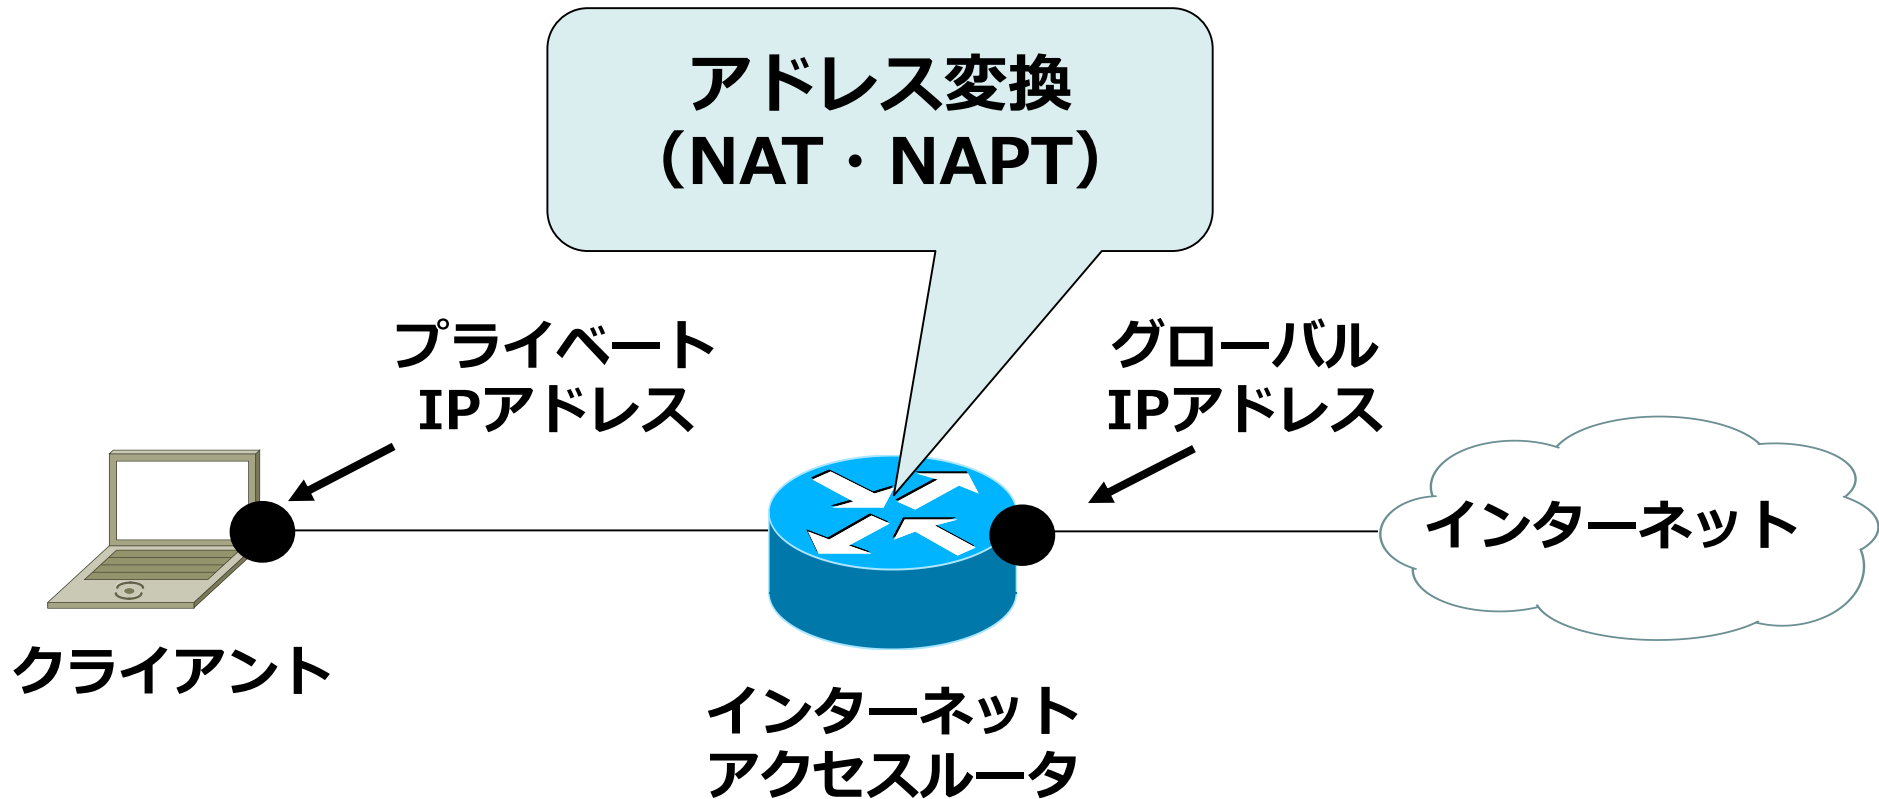 アドレス変換
（NAT・NAPT）
プライベート
IPアドレス
グローバル
IPアドレス
インターネット
クライアント
インターネット
アクセスルータ